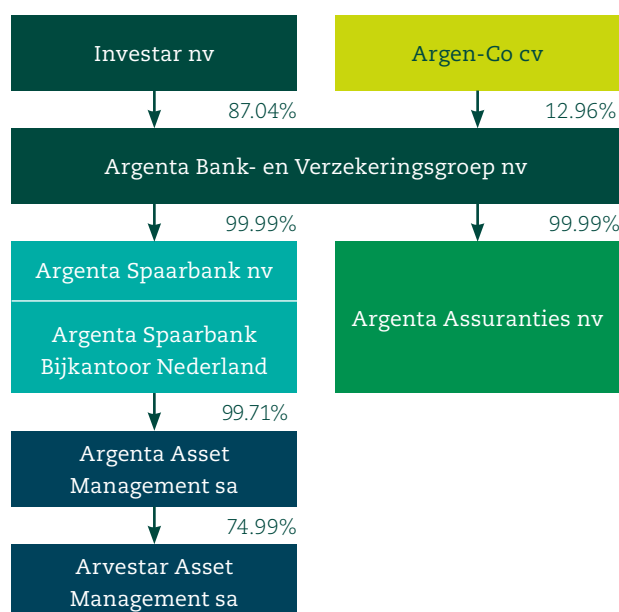 Investar nv
Argen-Co cv
87.04%
12.96%
Argenta Bank- en Verzekeringsgroep nv
99.99%
99.99%
Argenta Spaarbank nv
Argenta Spaarbank
Bijkantoor Nederland
Argenta Assuranties nv
99.71%
Argenta Asset
Management sa
74.99%
Arvestar Asset
Management sa